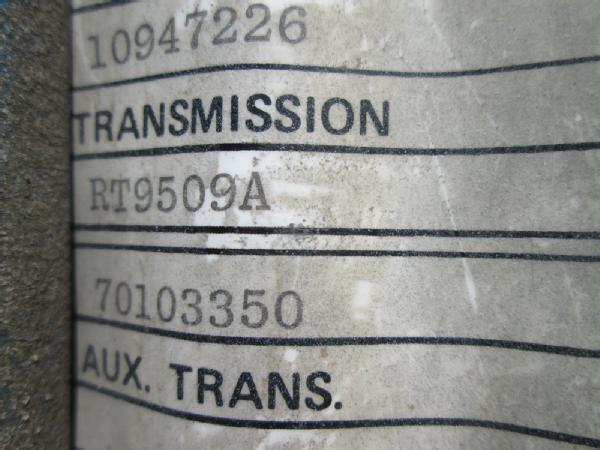 10947226
TRANSMISSION
RT9509A
70103350
AUX. TRANS.